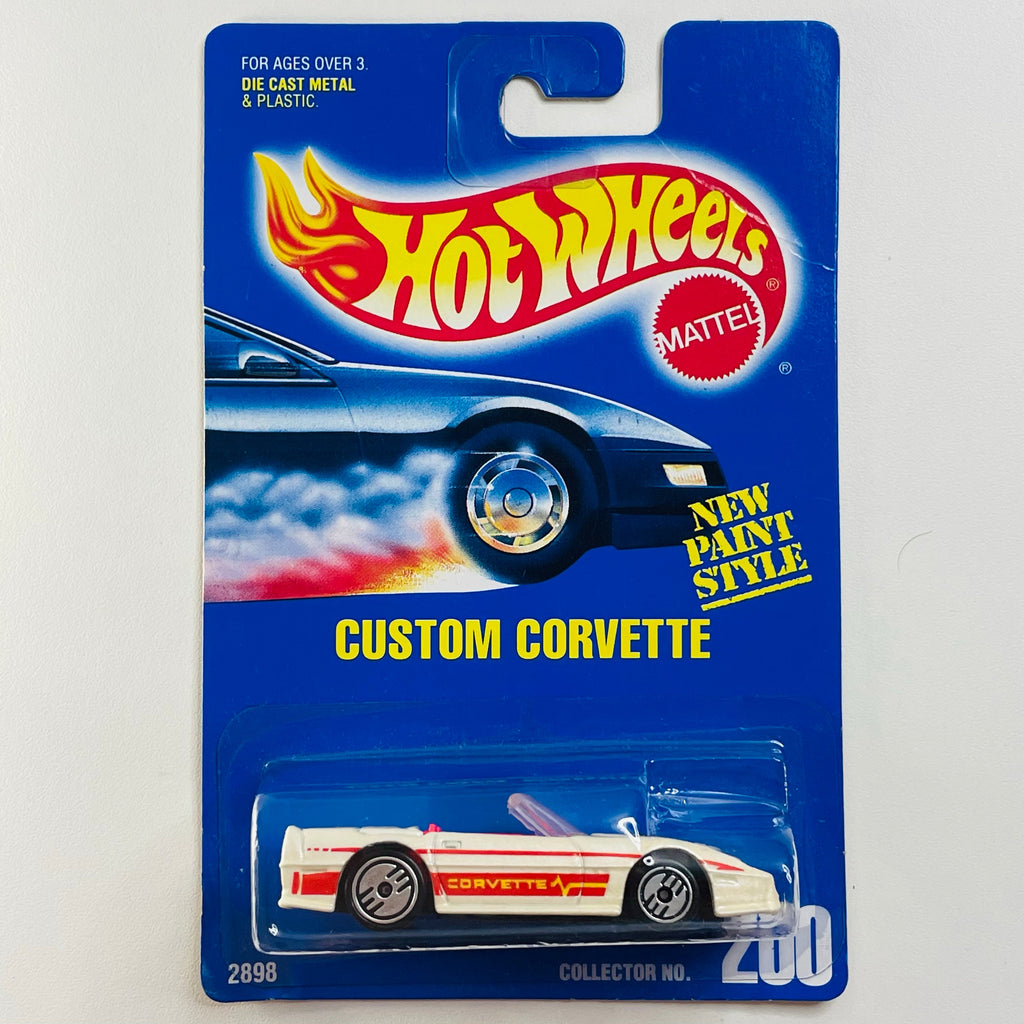 FOR AGES OVER 3.
DIE CAST METAL
& PLASTIC.
HOT WHEELS
®
MATTEL
®
NEW
PAINT
STYLE
CUSTOM CORVETTE
CORVETTE
2898
COLLECTOR NO.
200